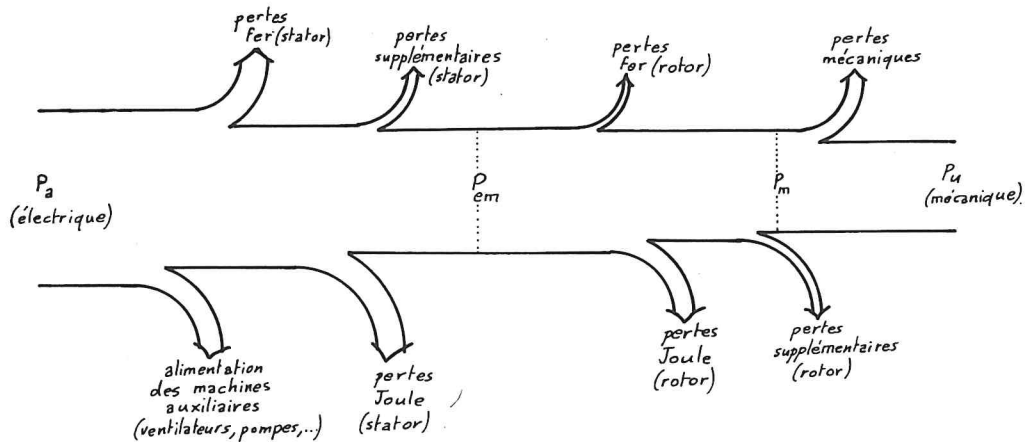 pertes
fer (stator)
pertes
supplémentaires
(stator)
pertes
fer (rotor)
pertes
mécaniques
Pa
(électrique)
Pem
Pm
Pu
(mécanique)
alimentation
des machines
auxiliaires
(ventilateurs, pompes,...)
pertes
Joule
(stator)
pertes
Joule
(rotor)
pertes
supplémentaires
(rotor)